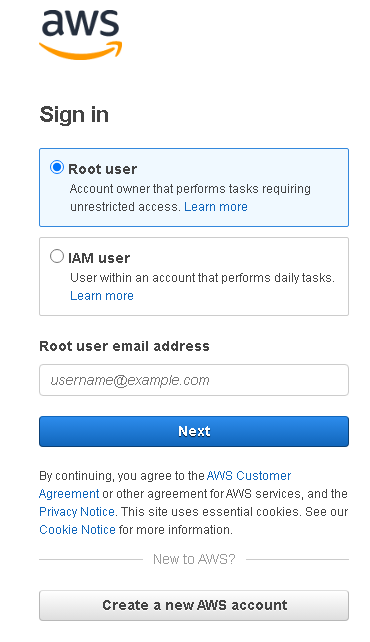 aws
Sign in
Root user
Account owner that performs tasks requiring
unrestricted access. Learn more
IAM user
User within an account that performs daily tasks.
Learn more
Root user email address
username@example.com
Next
By continuing, you agree to the AWS Customer
Agreement or other agreement for AWS services, and the
Privacy Notice. This site uses essential cookies. See our
Cookie Notice for more information.
New to AWS?
Create a new AWS account